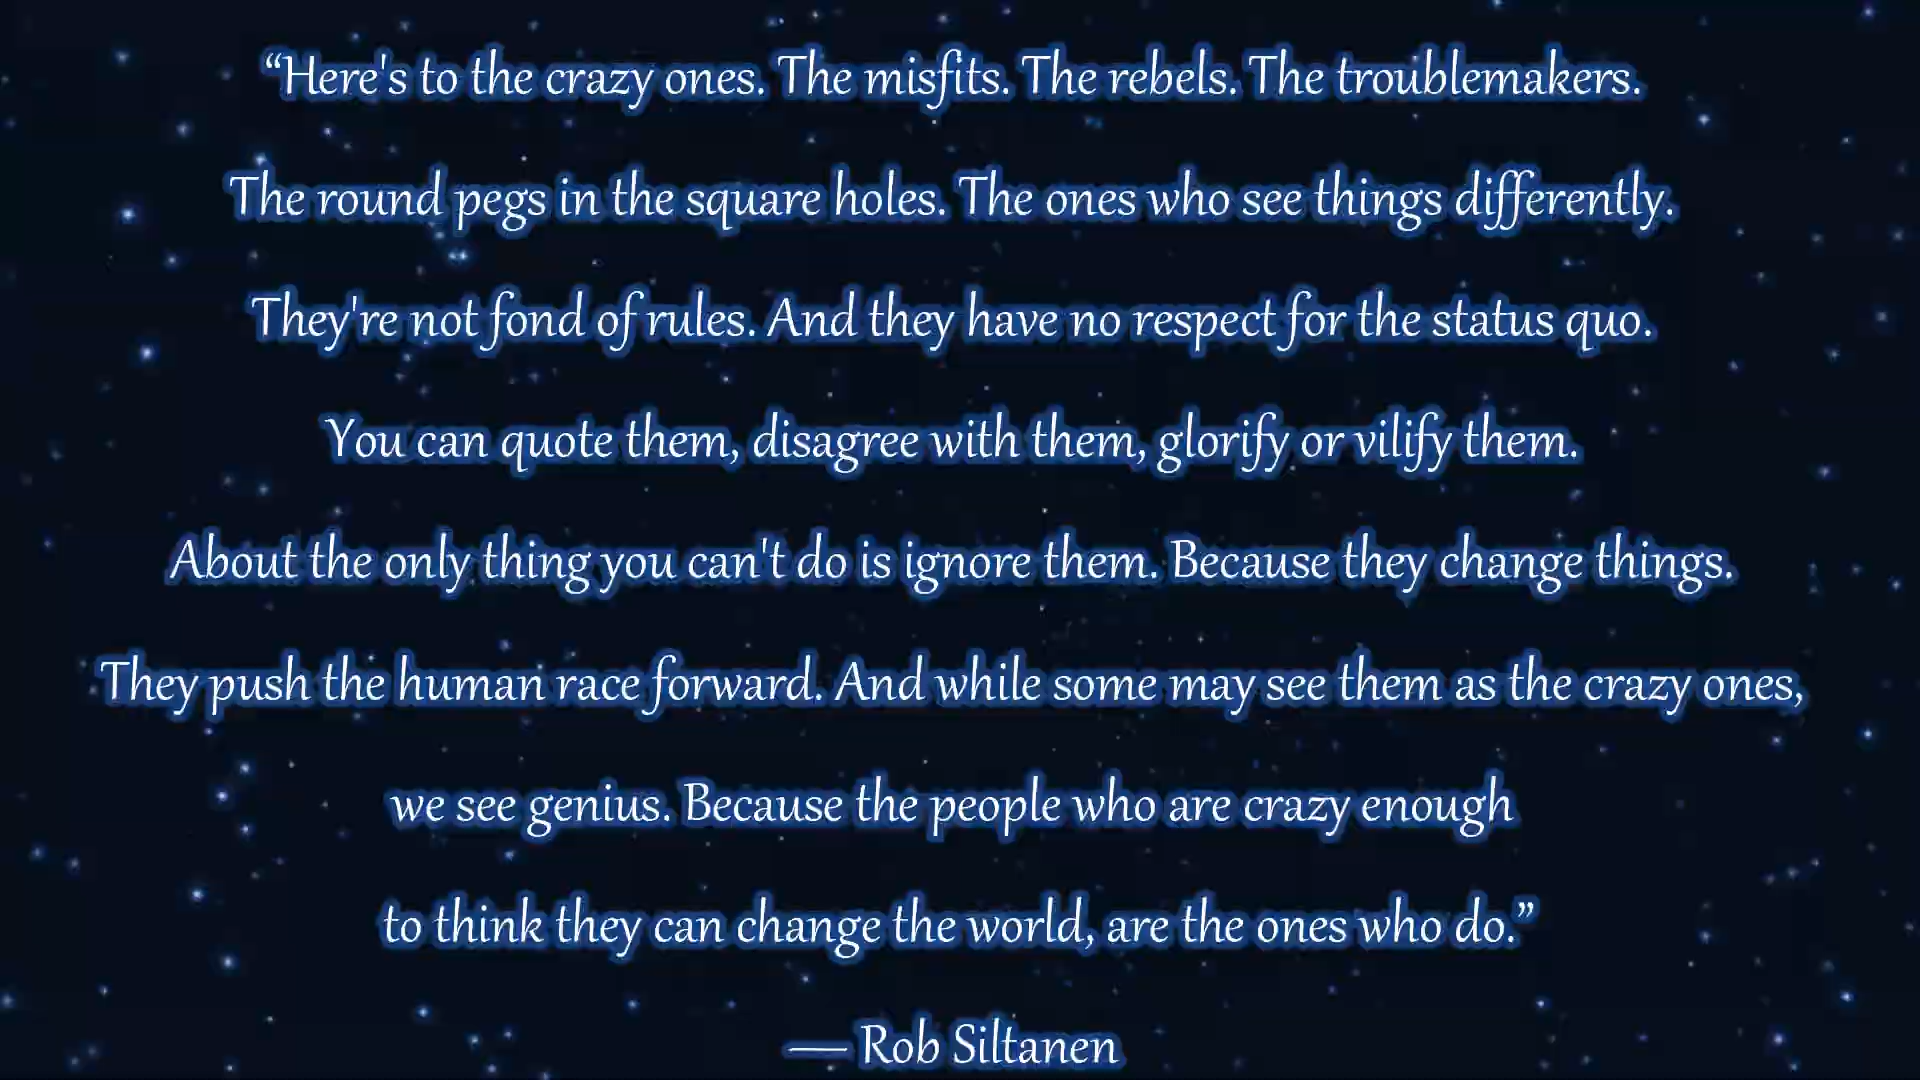 “Here's to the crazy ones. The misfits. The rebels. The troublemakers.
The round pegs in the square holes. The ones who see things differently.
They're not fond of rules. And they have no respect for the status quo.
You can quote them, disagree with them, glorify or vilify them.
About the only thing you can't do is ignore them. Because they change things.
They push the human race forward. And while some may see them as the crazy ones,
we see genius. Because the people who are crazy enough
to think they can change the world, are the ones who do.”
— Rob Siltanen